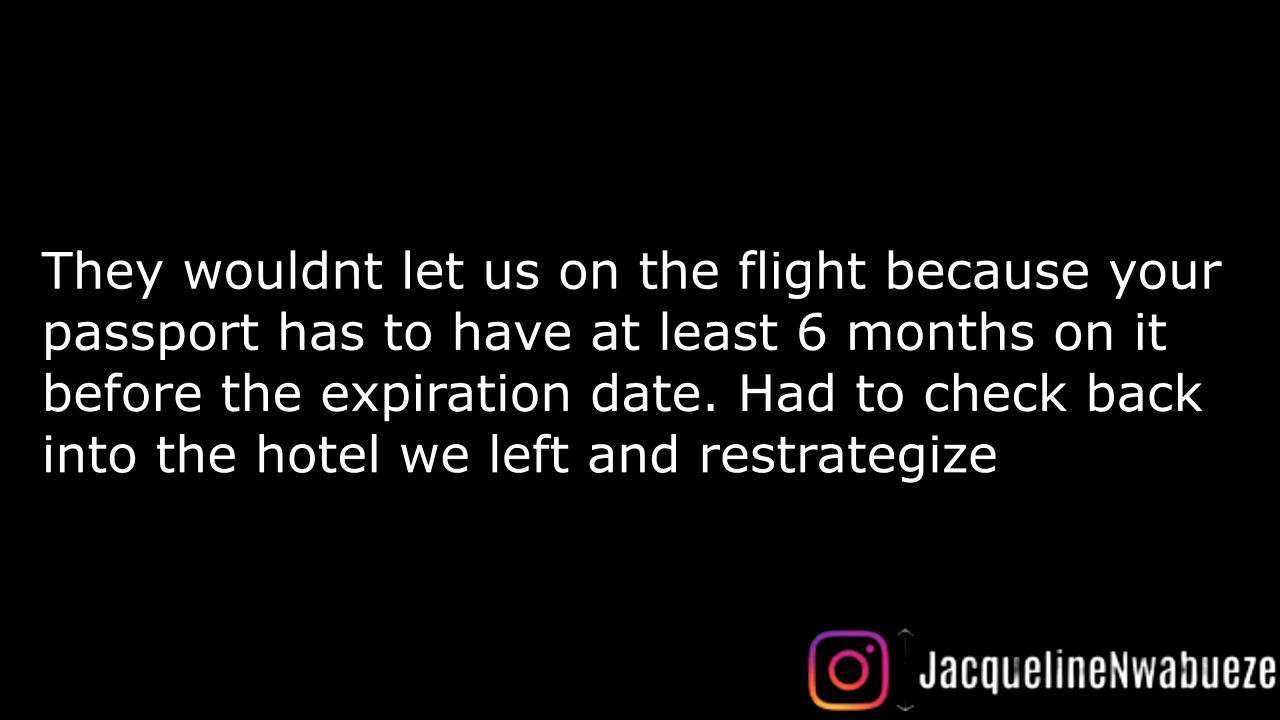 They wouldnt let us on the flight because your
passport has to have at least 6 months on it
before the expiration date. Had to check back
into the hotel we left and restrategize
JacquelineNwabueze